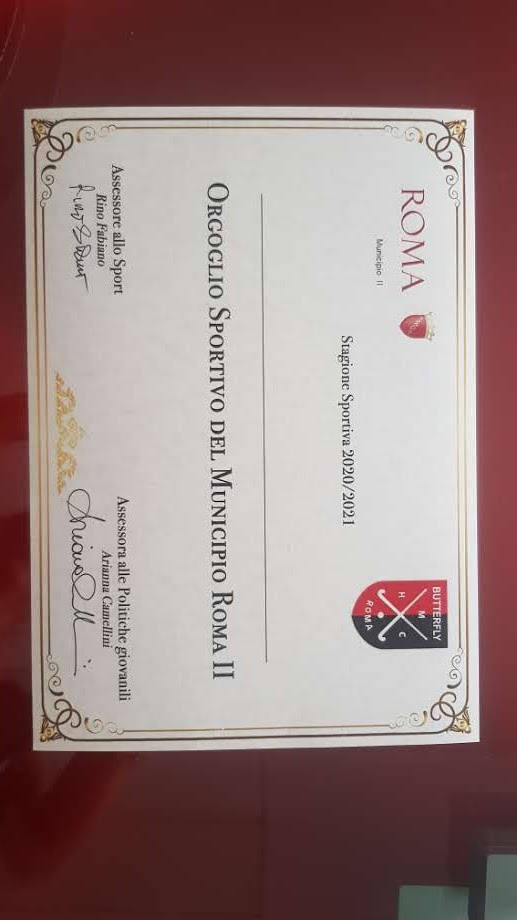 ROMA
Municipio II
BUTTERFLY
M
H C
ROMA
Stagione Sportiva 2020/2021
ORGOGLIO SPORTIVO DEL MUNICIPIO ROMA II
Assessore allo Sport
Rino Fabiano
Assessora alle Politiche giovanili
Arianna Camellini